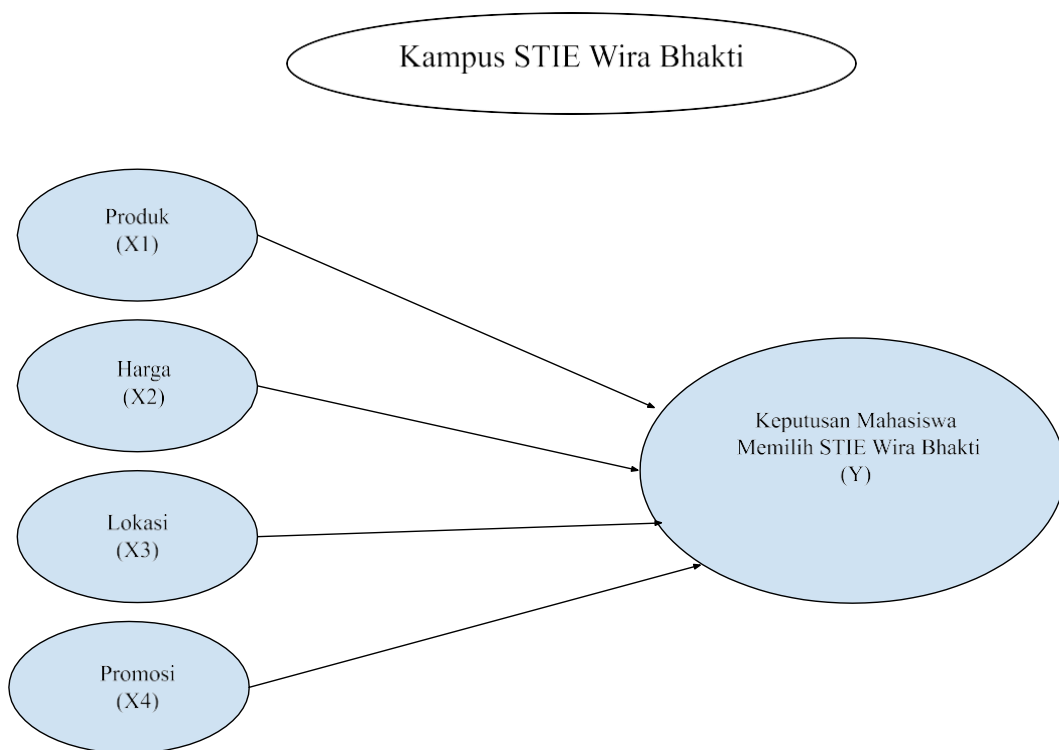 Kampus STIE Wira Bhakti
Produk
(X1)
Harga
(X2)
Lokasi
(X3)
Promosi
(X4)
Keputusan Mahasiswa
Memilih STIE Wira Bhakti
(Y)